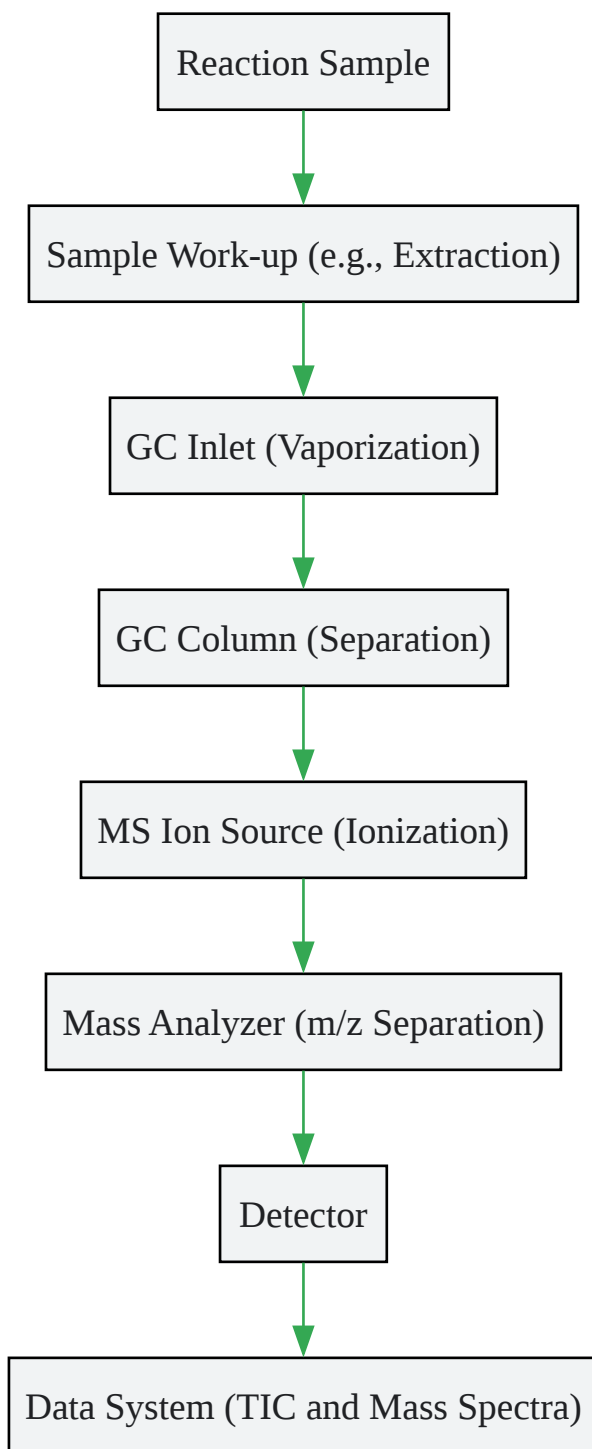 Reaction Sample
Sample Work-up (e.g., Extraction)
GC Inlet (Vaporization)
GC Column (Separation)
MS Ion Source (Ionization)
Mass Analyzer (m/z Separation)
Detector
Data System (TIC and Mass Spectra)